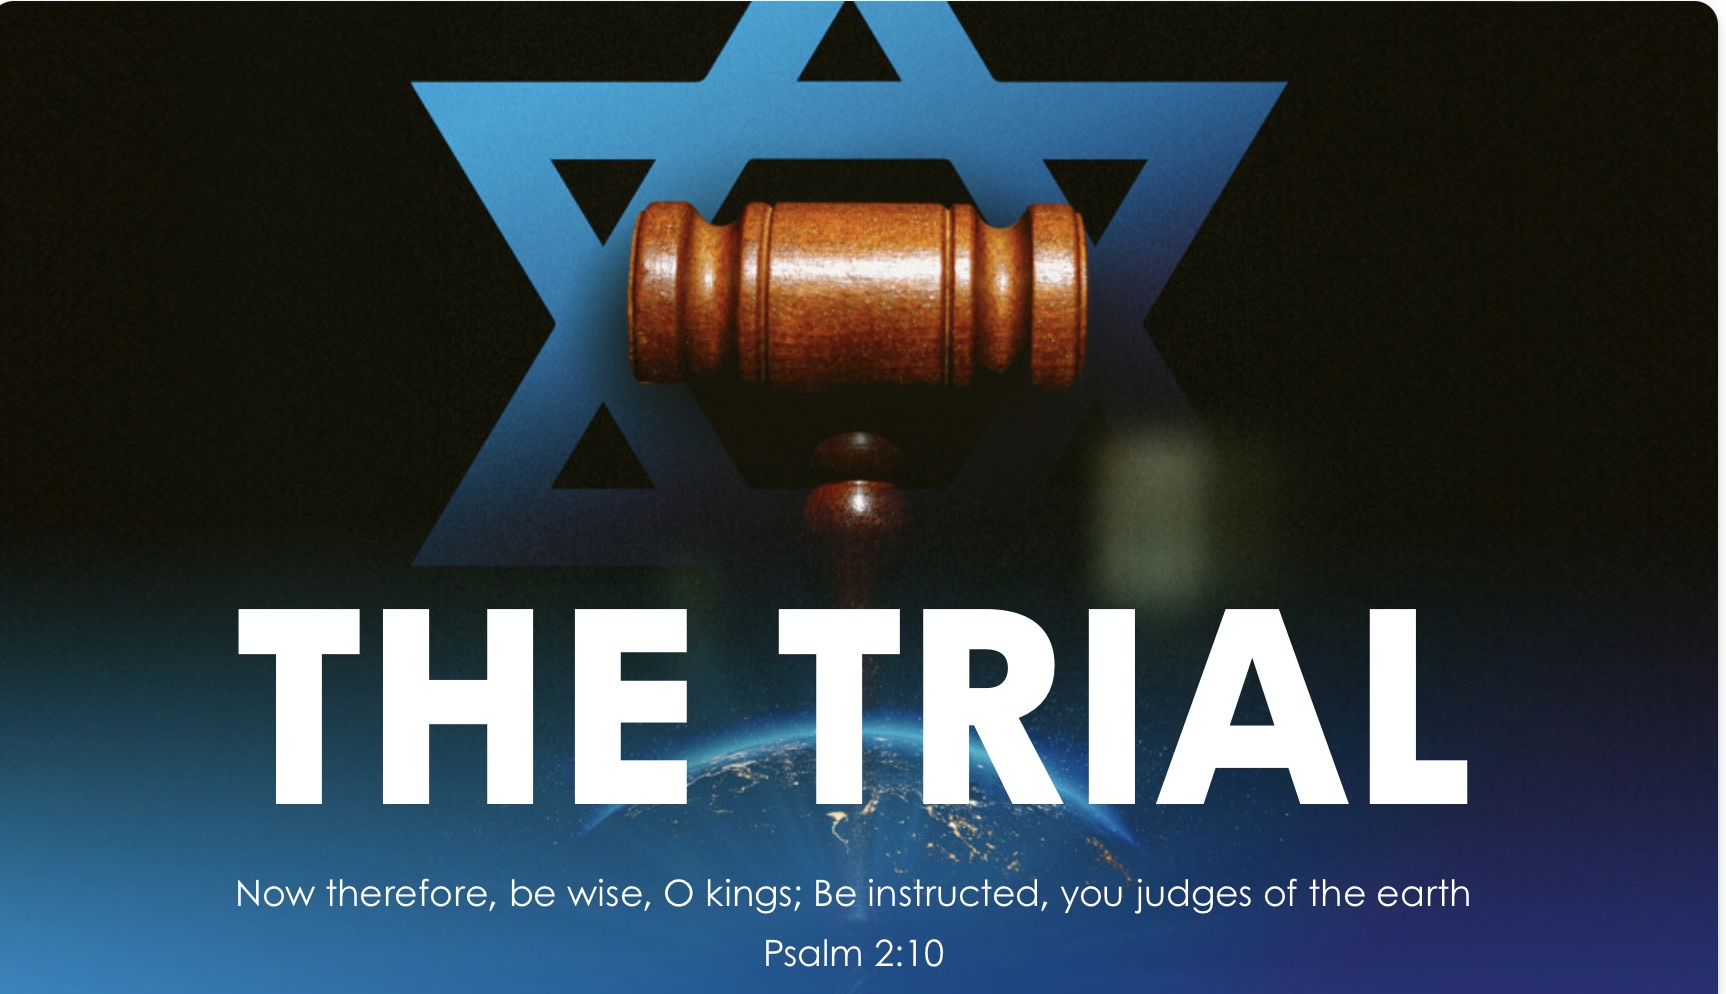 THE TRIAL
Now therefore, be wise, O kings; Be instructed, you judges of the earth
Psalm 2:10